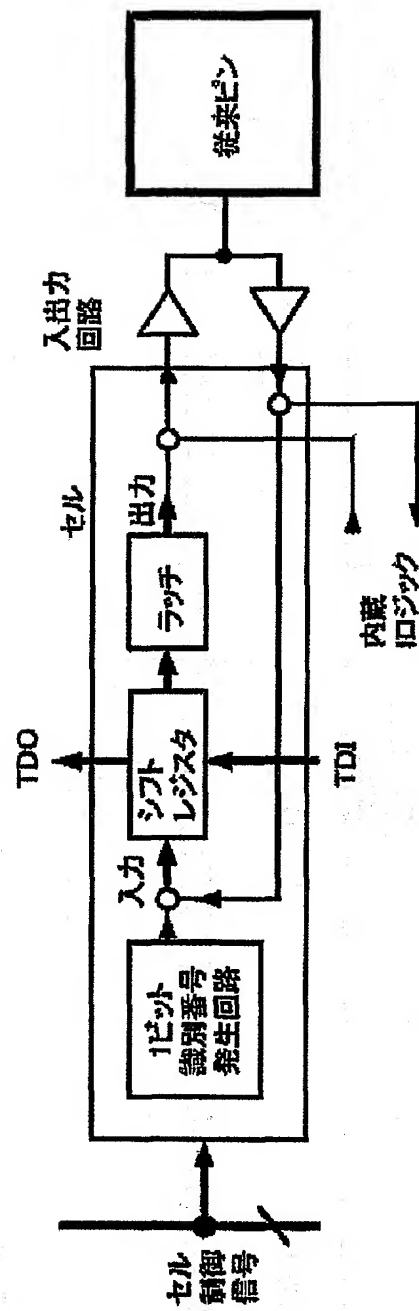 セル
制御
信号
セル
1ビット
識別番号
発生回路
入力
シフト
レジスタ
TDO
TDI
ラッチ
出力
入出力
回路
従来ピン
内蔵
ロジック